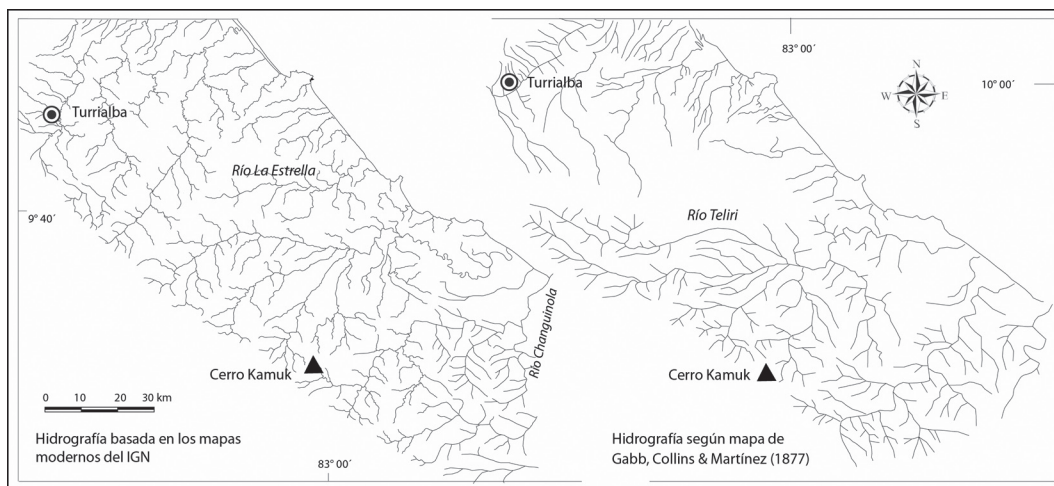 Turrialba
Río La Estrella
9° 40´
Río Changuinola
Cerro Kamuk
0 10 20 30 km
Hidrografía basada en los mapas
modernos del IGN
83° 00´
83° 00´
Turrialba
10° 00´
N
W E
S
Río Teliri
Cerro Kamuk
Hidrografía según mapa de
Gabb, Collins & Martínez (1877)